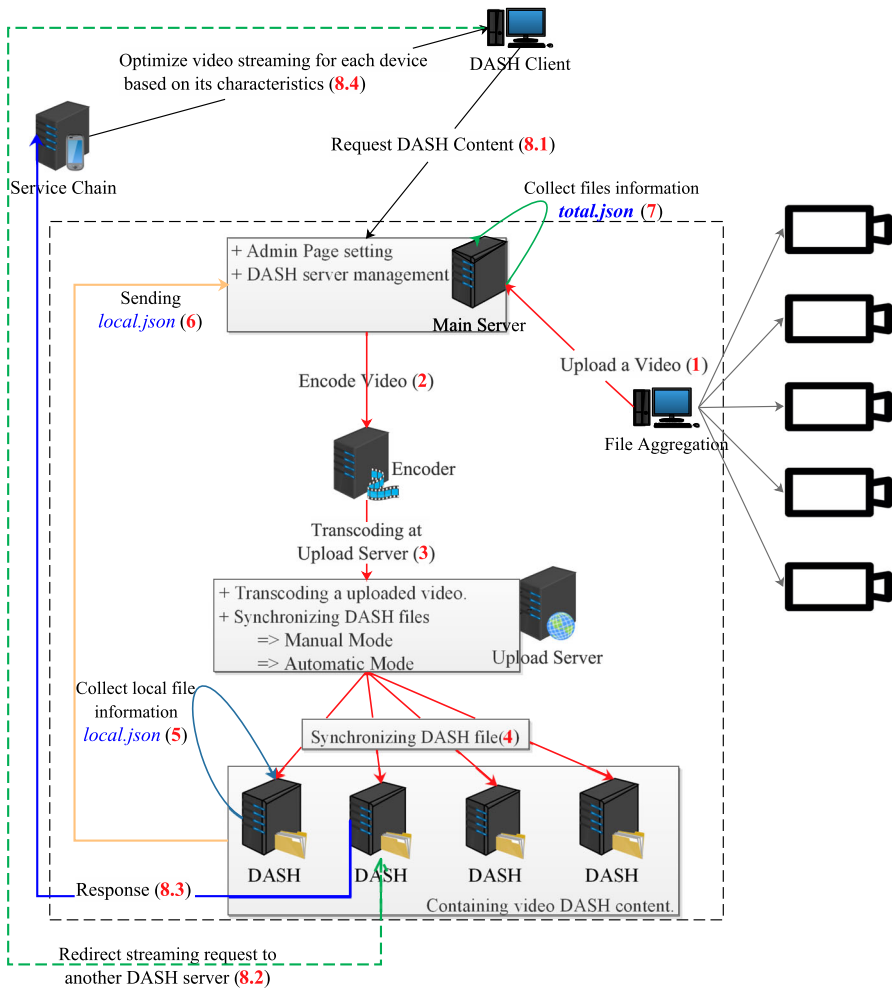 DASH Client
Optimize video streaming for each device
based on its characteristics (8.4)
Service Chain
Request DASH Content (8.1)
Collect files information
total.json (7)
+ Admin Page setting
+ DASH server management
Main Server
Sending
local.json (6)
Upload a Video (1)
File Aggregation
Encode Video (2)
Encoder
Transcoding at
Upload Server (3)
+ Transcoding a uploaded video.
+ Synchronizing DASH files
=> Manual Mode
=> Automatic Mode
Upload Server
Collect local file
information
local.json (5)
Synchronizing DASH file(4)
DASH
DASH
DASH
DASH
Response (8.3)
Containing video DASH content.
Redirect streaming request to
another DASH server (8.2)